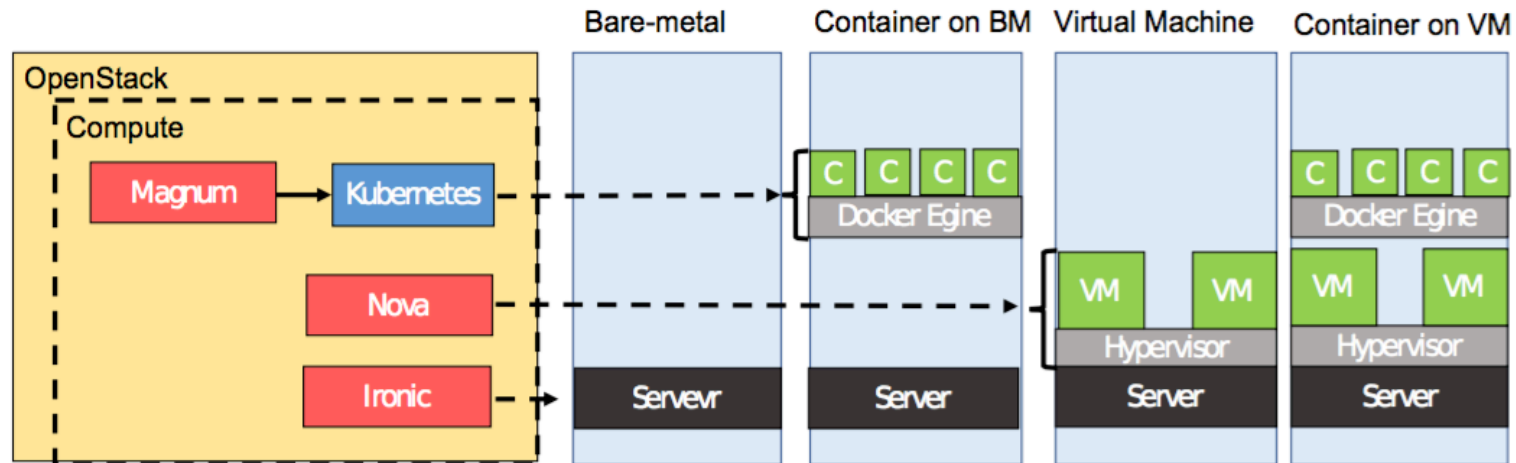 Bare-metal
Container on BM
Virtual Machine
Container on VM
OpenStack
Compute
Magnum
Kubernetes
Nova
Ironic
Servevr
C C C C
Docker Egine
Server
VM VM
Hypervisor
Server
C C C C
Docker Egine
VM VM
Hypervisor
Server